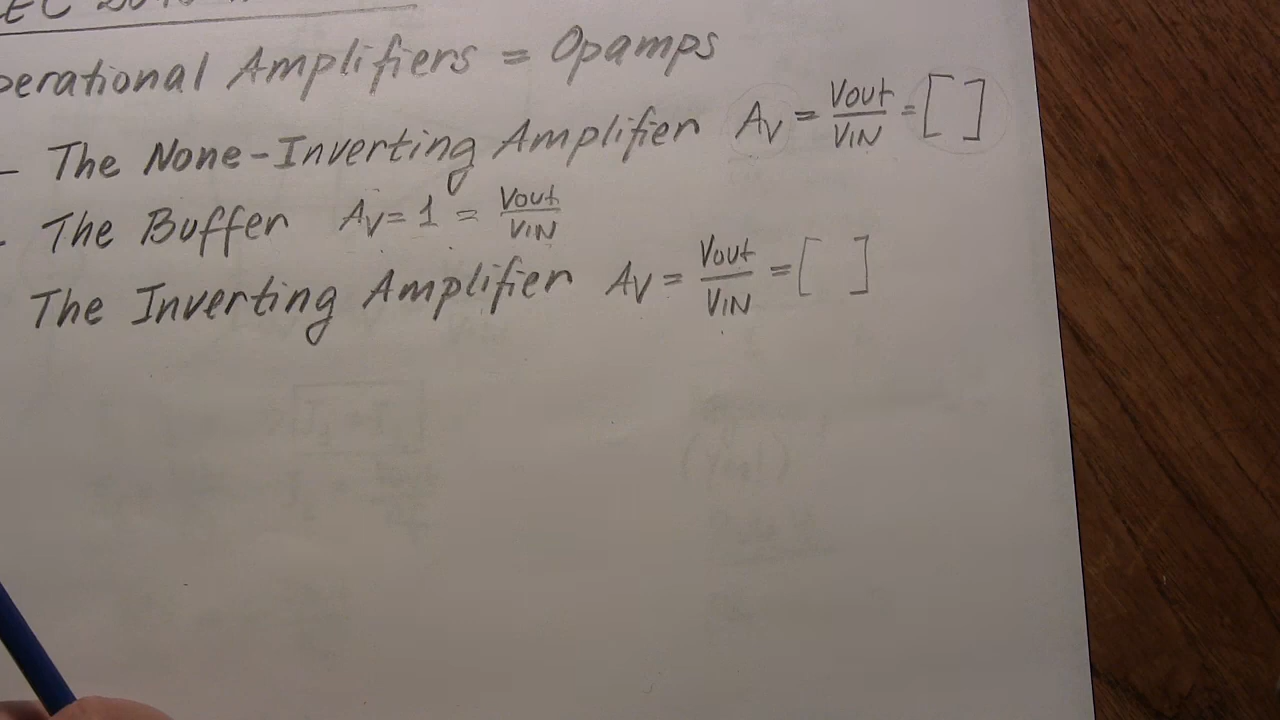 perational Amplifiers = Opamps
- The None-Inverting Amplifier Av = Vout/VIN = [ ]
- The Buffer Av = 1 = Vout/VIN
The Inverting Amplifier Av = Vout/VIN = [ ]